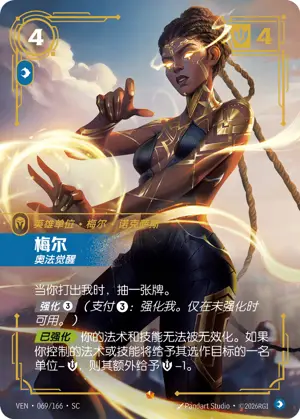 4
4
英雄单位・梅尔・诺克萨斯
梅尔
奥法觉醒
当你打出我时，抽一张牌。
强化 3 （支付 3：强化我。仅在未强化时
可用。）
已强化 你的法术和技能无法被无效化。如果
你控制的法术或技能将给予其选作目标的一名
单位-，则其额外给予 -1。
VEN・069/166・SC
Pandart Studio・©2026RGI